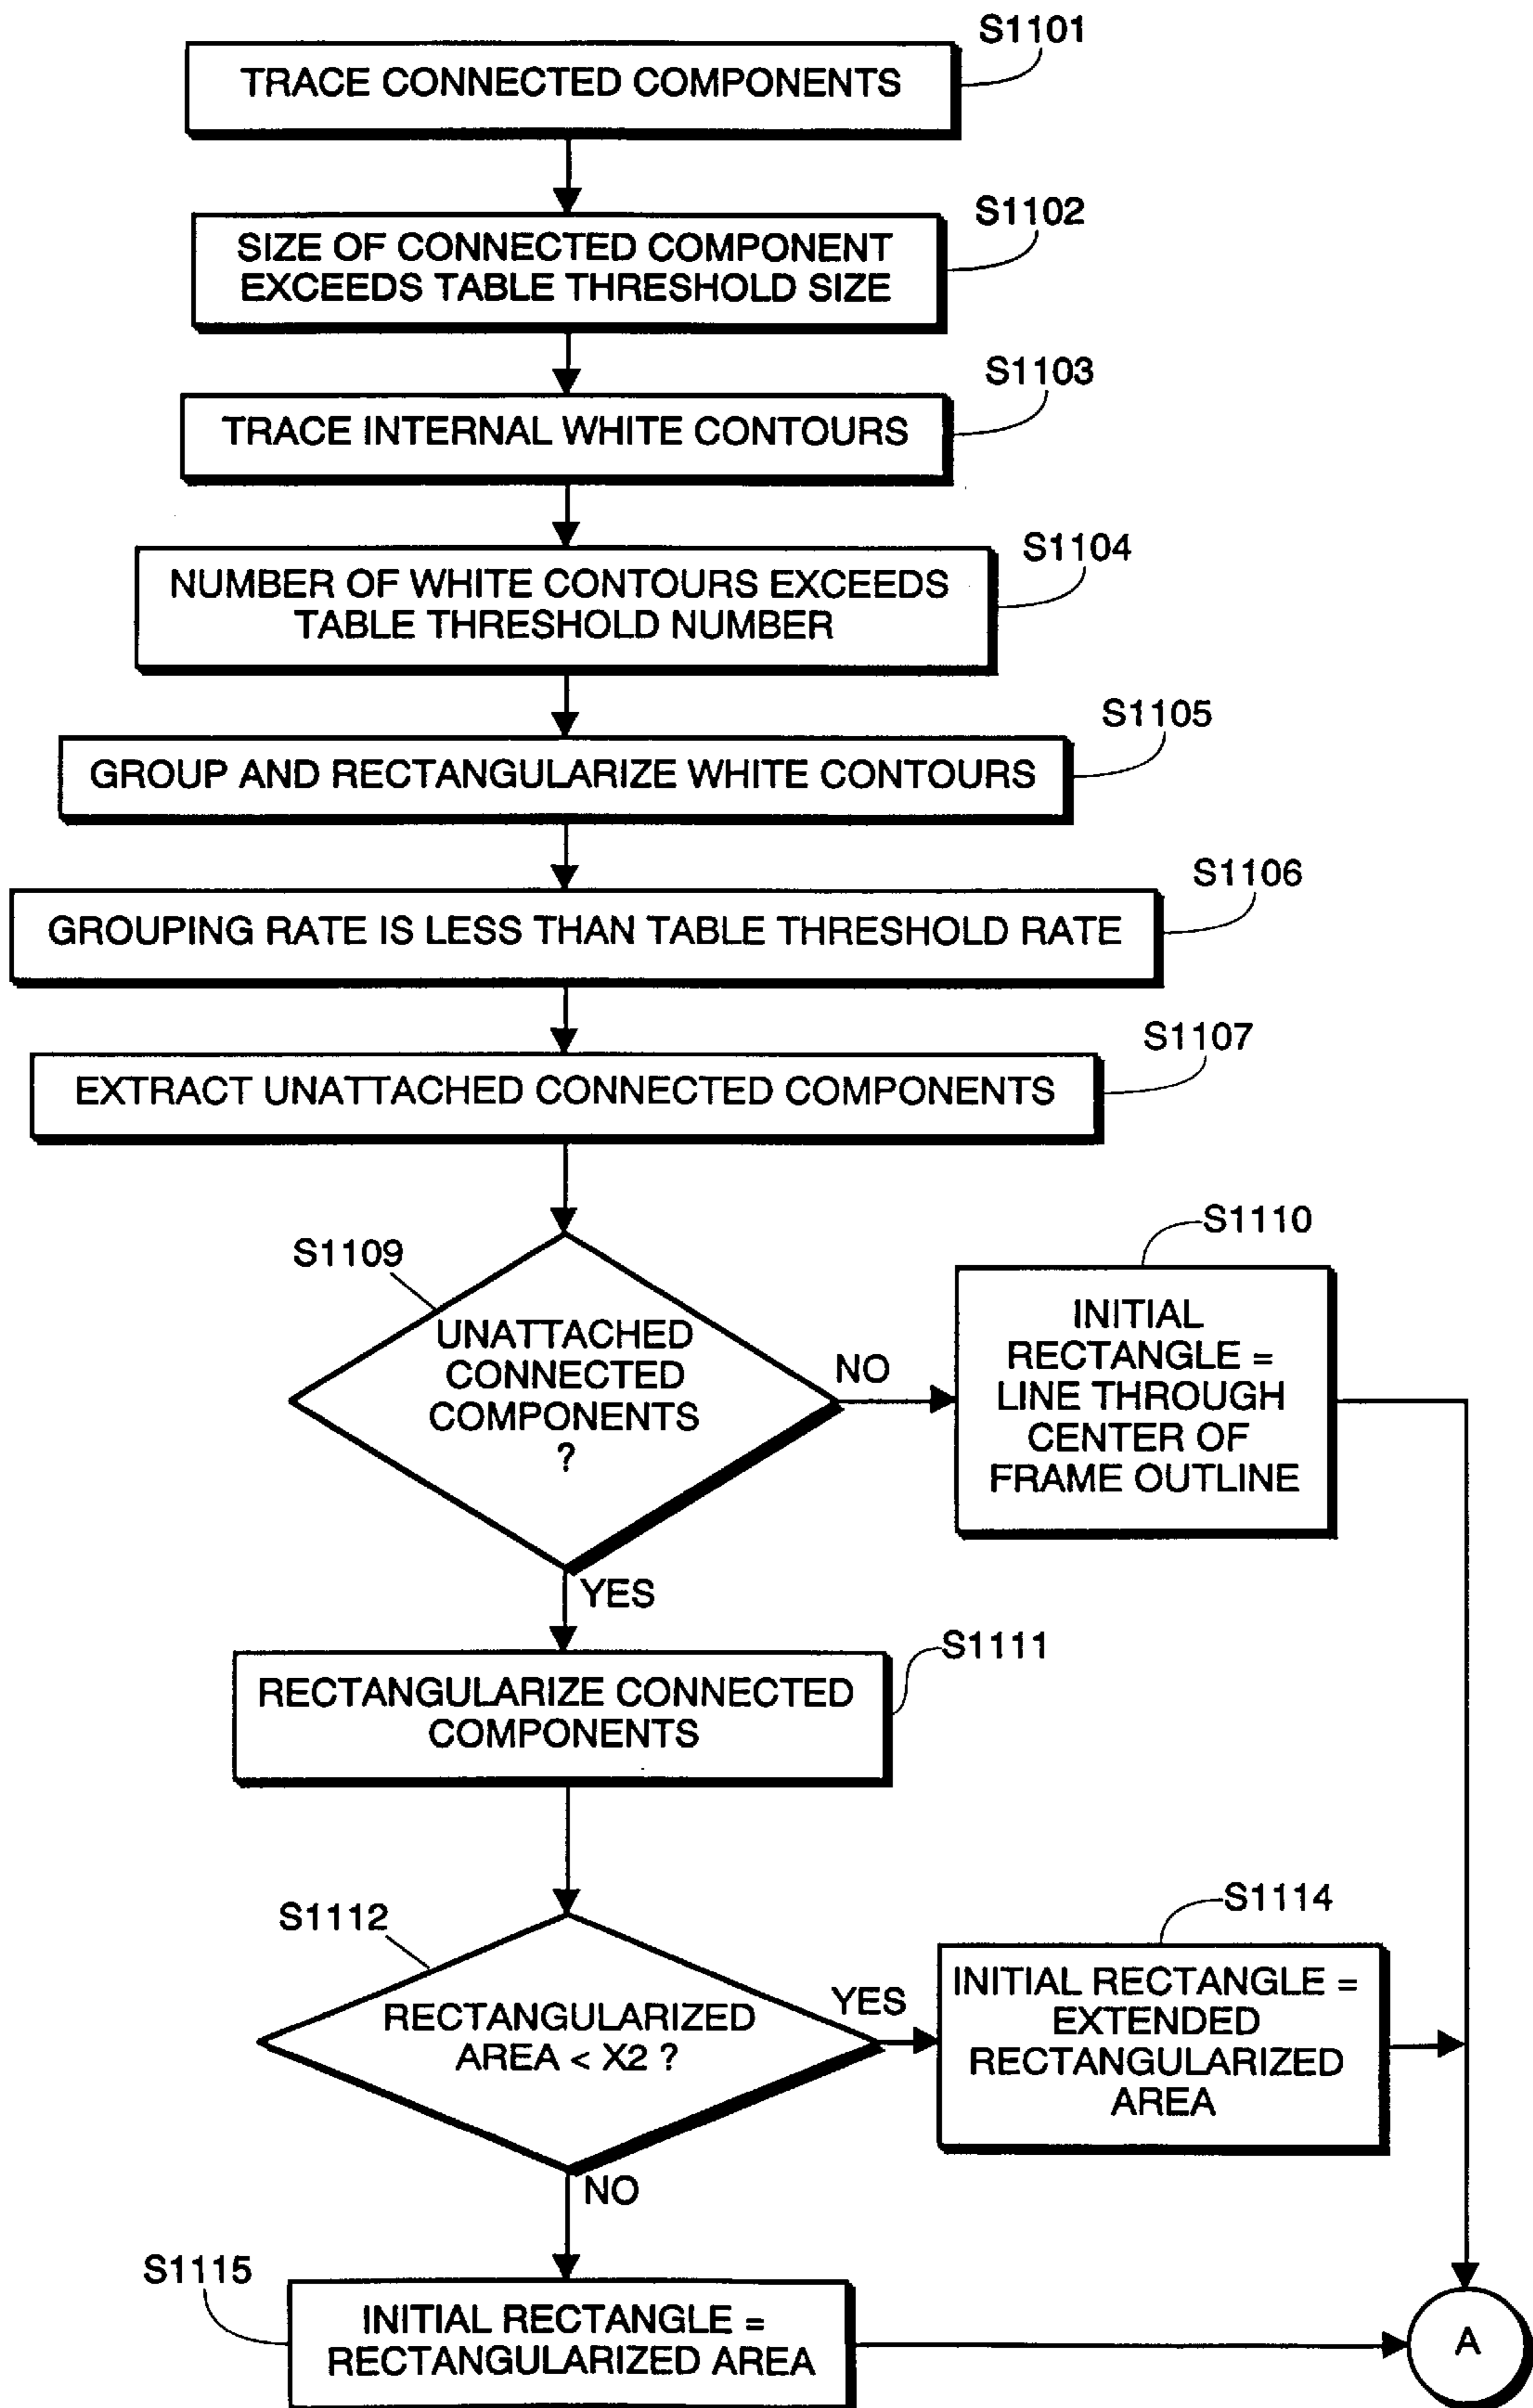 S1101
TRACE CONNECTED COMPONENTS
S1102
SIZE OF CONNECTED COMPONENT
EXCEEDS TABLE THRESHOLD SIZE
S1103
TRACE INTERNAL WHITE CONTOURS
S1104
NUMBER OF WHITE CONTOURS EXCEEDS
TABLE THRESHOLD NUMBER
S1105
GROUP AND RECTANGULARIZE WHITE CONTOURS
S1106
GROUPING RATE IS LESS THAN TABLE THRESHOLD RATE
S1107
EXTRACT UNATTACHED CONNECTED COMPONENTS
S1109
UNATTACHED
CONNECTED
COMPONENTS
?
NO
YES
S1110
INITIAL
RECTANGLE =
LINE THROUGH
CENTER OF
FRAME OUTLINE
S1111
RECTANGULARIZE CONNECTED
COMPONENTS
S1112
RECTANGULARIZED
AREA < X2 ?
YES
NO
S1114
INITIAL RECTANGLE =
EXTENDED
RECTANGULARIZED
AREA
S1115
INITIAL RECTANGLE =
RECTANGULARIZED AREA
A